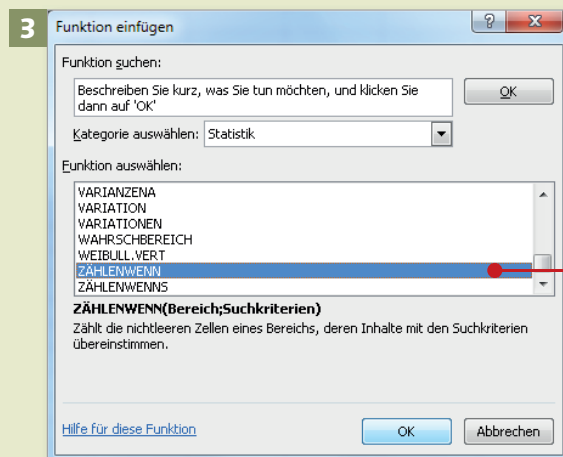 3
Funktion einfügen
Funktion suchen:
Beschreiben Sie kurz, was Sie tun möchten, und klicken Sie
dann auf 'OK'
OK
Kategorie auswählen: Statistik
Funktion auswählen:
VARIANZENA
VARIATION
VARIATIONEN
WAHRSCHBEREICH
WEIBULL.VERT
ZÄHLENWENN
ZÄHLENWENNS
ZÄHLENWENN(Bereich;Suchkriterien)
Zählt die nichtleeren Zellen eines Bereichs, deren Inhalte mit den Suchkriterien
übereinstimmen.
Hilfe für diese Funktion
OK
Abbrechen